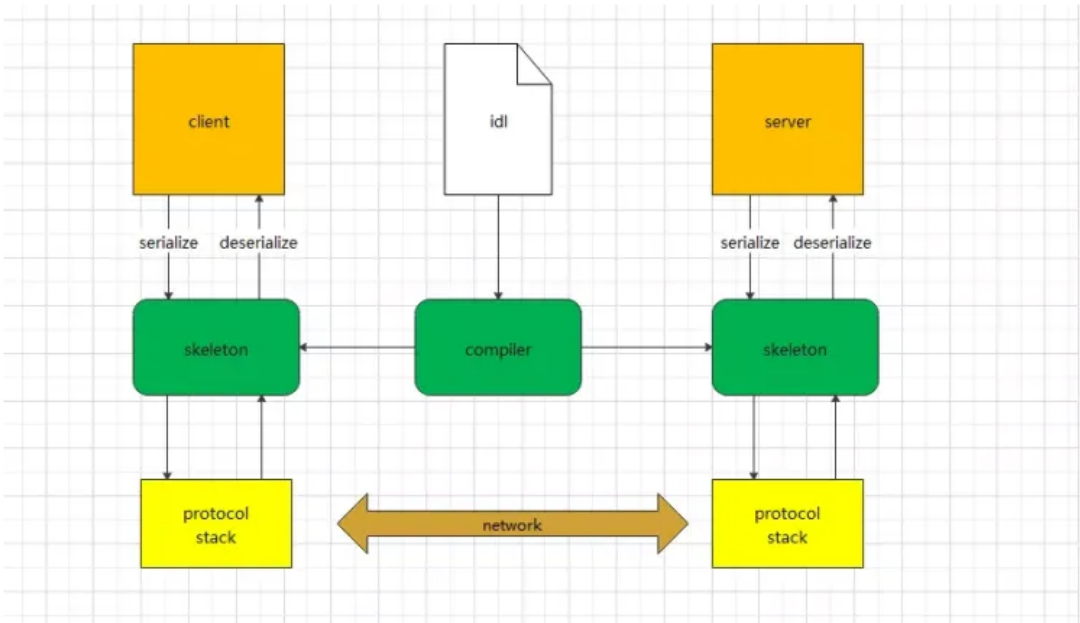 client
idl
server
serialize
deserialize
serialize
deserialize
skeleton
compiler
skeleton
protocol
stack
network
protocol
stack